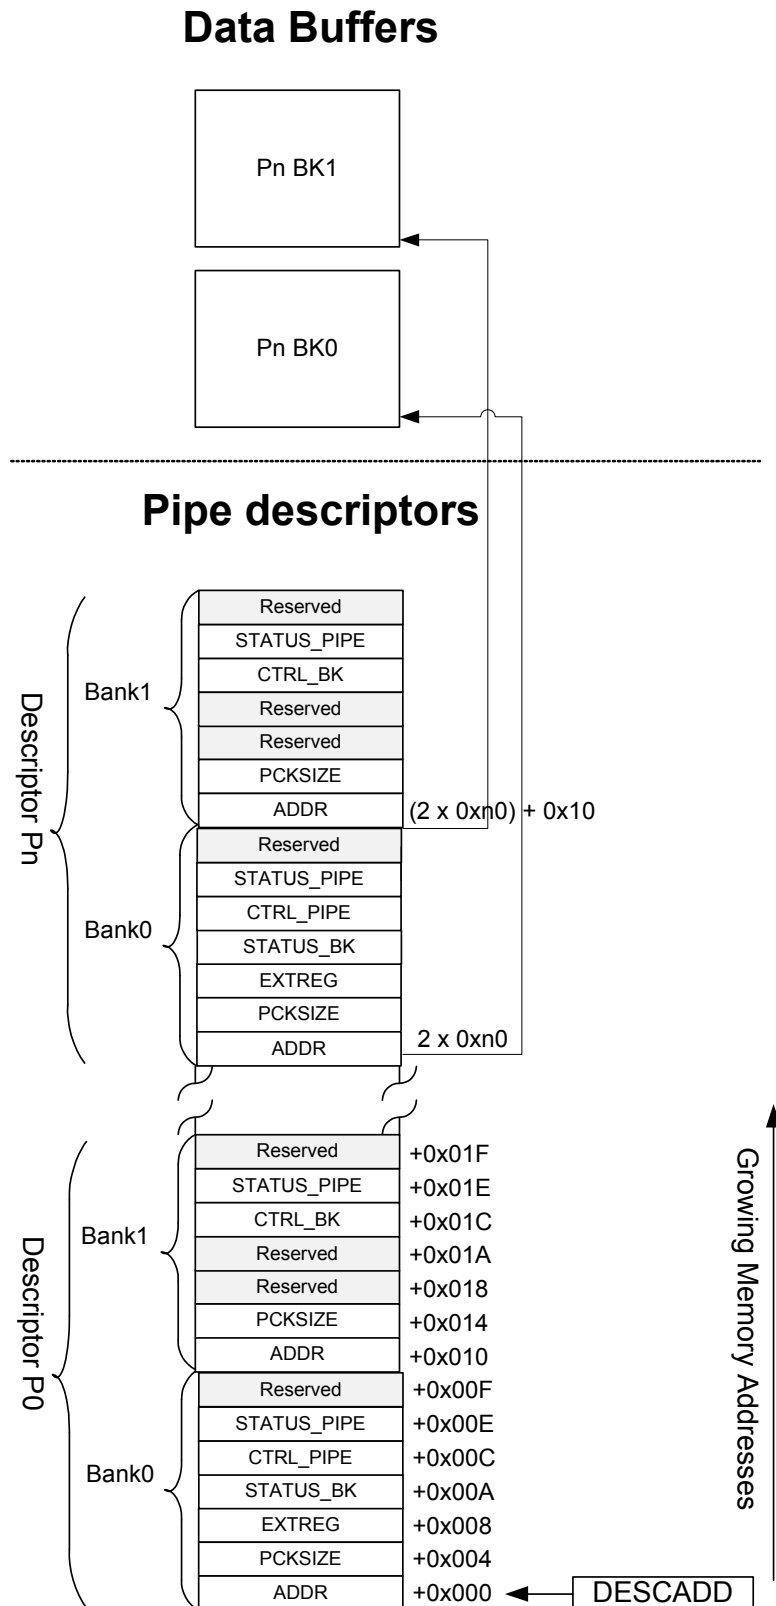 Data Buffers
Pn BK1
Pn BK0
Pipe descriptors
Descriptor Pn
Bank1
Reserved
STATUS_PIPE
CTRL_BK
Reserved
Reserved
PCKSIZE
ADDR (2 x 0xn0) + 0x10
Bank0
Reserved
STATUS_PIPE
CTRL_PIPE
STATUS_BK
EXTREG
PCKSIZE
ADDR 2 x 0xn0
Descriptor P0
Bank1
Reserved +0x01F
STATUS_PIPE +0x01E
CTRL_BK +0x01C
Reserved +0x01A
Reserved +0x018
PCKSIZE +0x014
ADDR +0x010
Bank0
Reserved +0x00F
STATUS_PIPE +0x00E
CTRL_PIPE +0x00C
STATUS_BK +0x00A
EXTREG +0x008
PCKSIZE +0x004
ADDR +0x000 DESCADD
Growing Memory Addresses